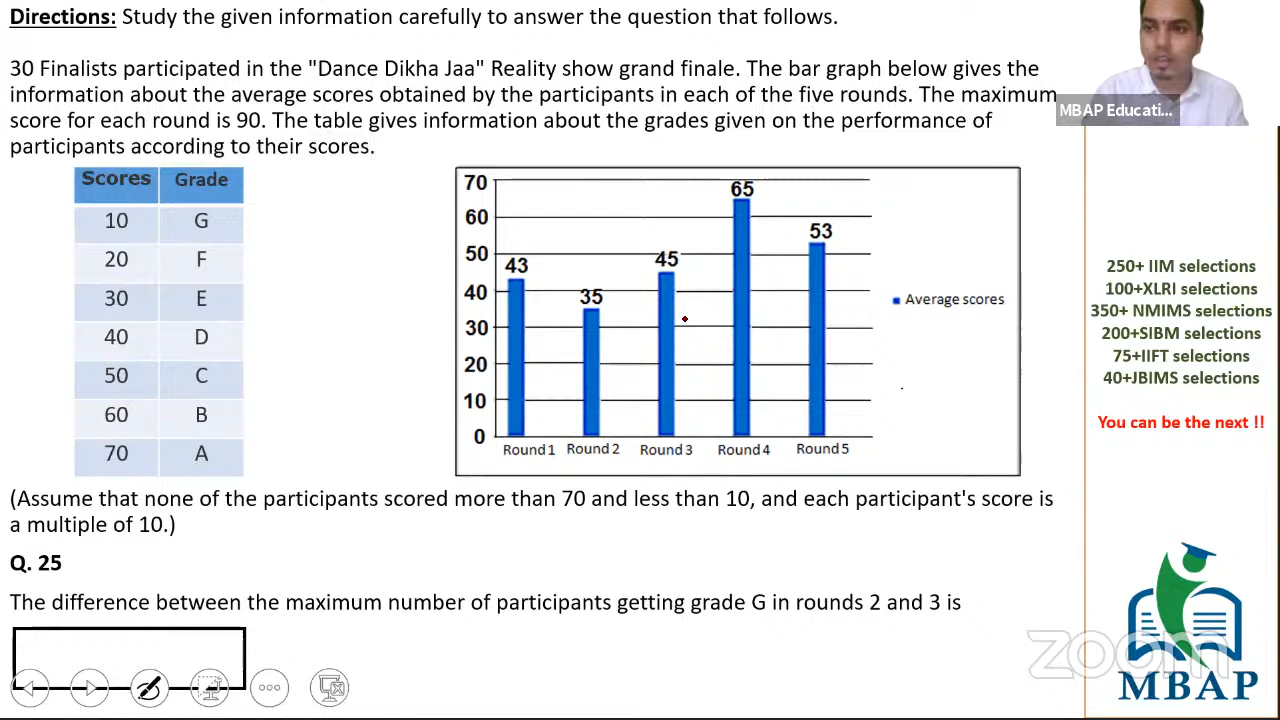 Directions: Study the given information carefully to answer the question that follows.
30 Finalists participated in the "Dance Dikha Jaa" Reality show grand finale. The bar graph below gives the
information about the average scores obtained by the participants in each of the five rounds. The maximum
score for each round is 90. The table gives information about the grades given on the performance of
participants according to their scores.
MBAP Educati...
Scores Grade
10 G
20 F
30 E
40 D
50 C
60 B
70 A
70
60
50
40
30
20
10
0
43
35
45
65
53
Round 1 Round 2 Round 3 Round 4 Round 5
Average scores
(Assume that none of the participants scored more than 70 and less than 10, and each participant's score is
a multiple of 10.)
Q. 25
The difference between the maximum number of participants getting grade G in rounds 2 and 3 is
250+ IIM selections
100+XLRI selections
350+ NMIMS selections
200+SIBM selections
75+IIFT selections
40+JBIMS selections
You can be the next !!
zoom
MBAP